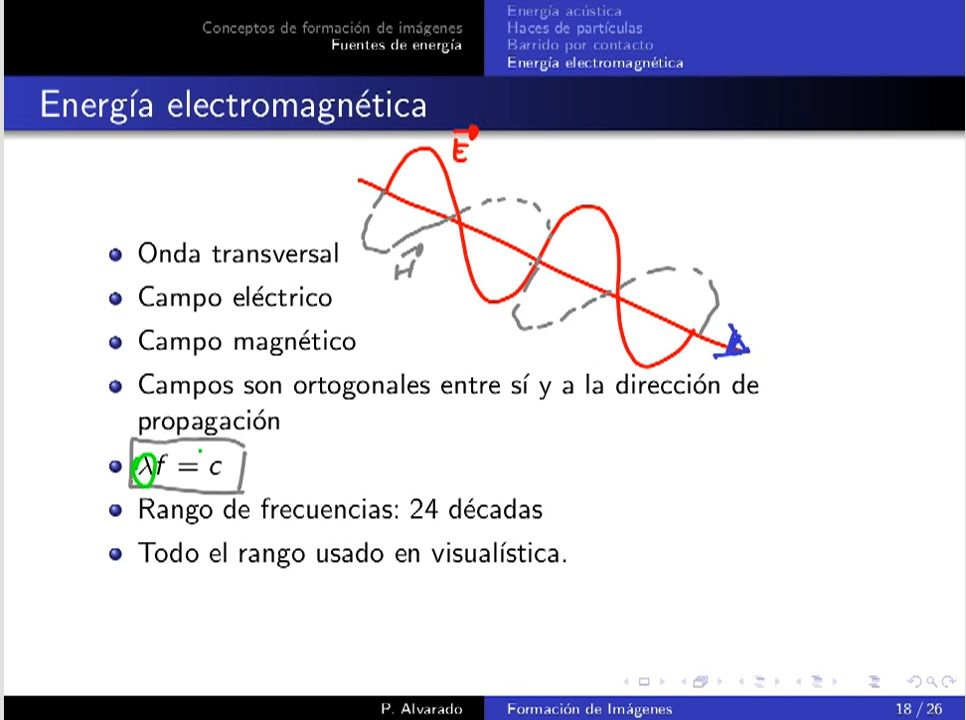 Conceptos de formación de imágenes
Fuentes de energía
Energía acústica
Haces de partículas
Barrido por contacto
Energía electromagnética
Energía electromagnética
E
H
Onda transversal
Campo eléctrico
Campo magnético
Campos son ortogonales entre sí y a la dirección de
propagación
λf = c
Rango de frecuencias: 24 décadas
Todo el rango usado en visualística.
P. Alvarado
Formación de Imágenes
18 / 26